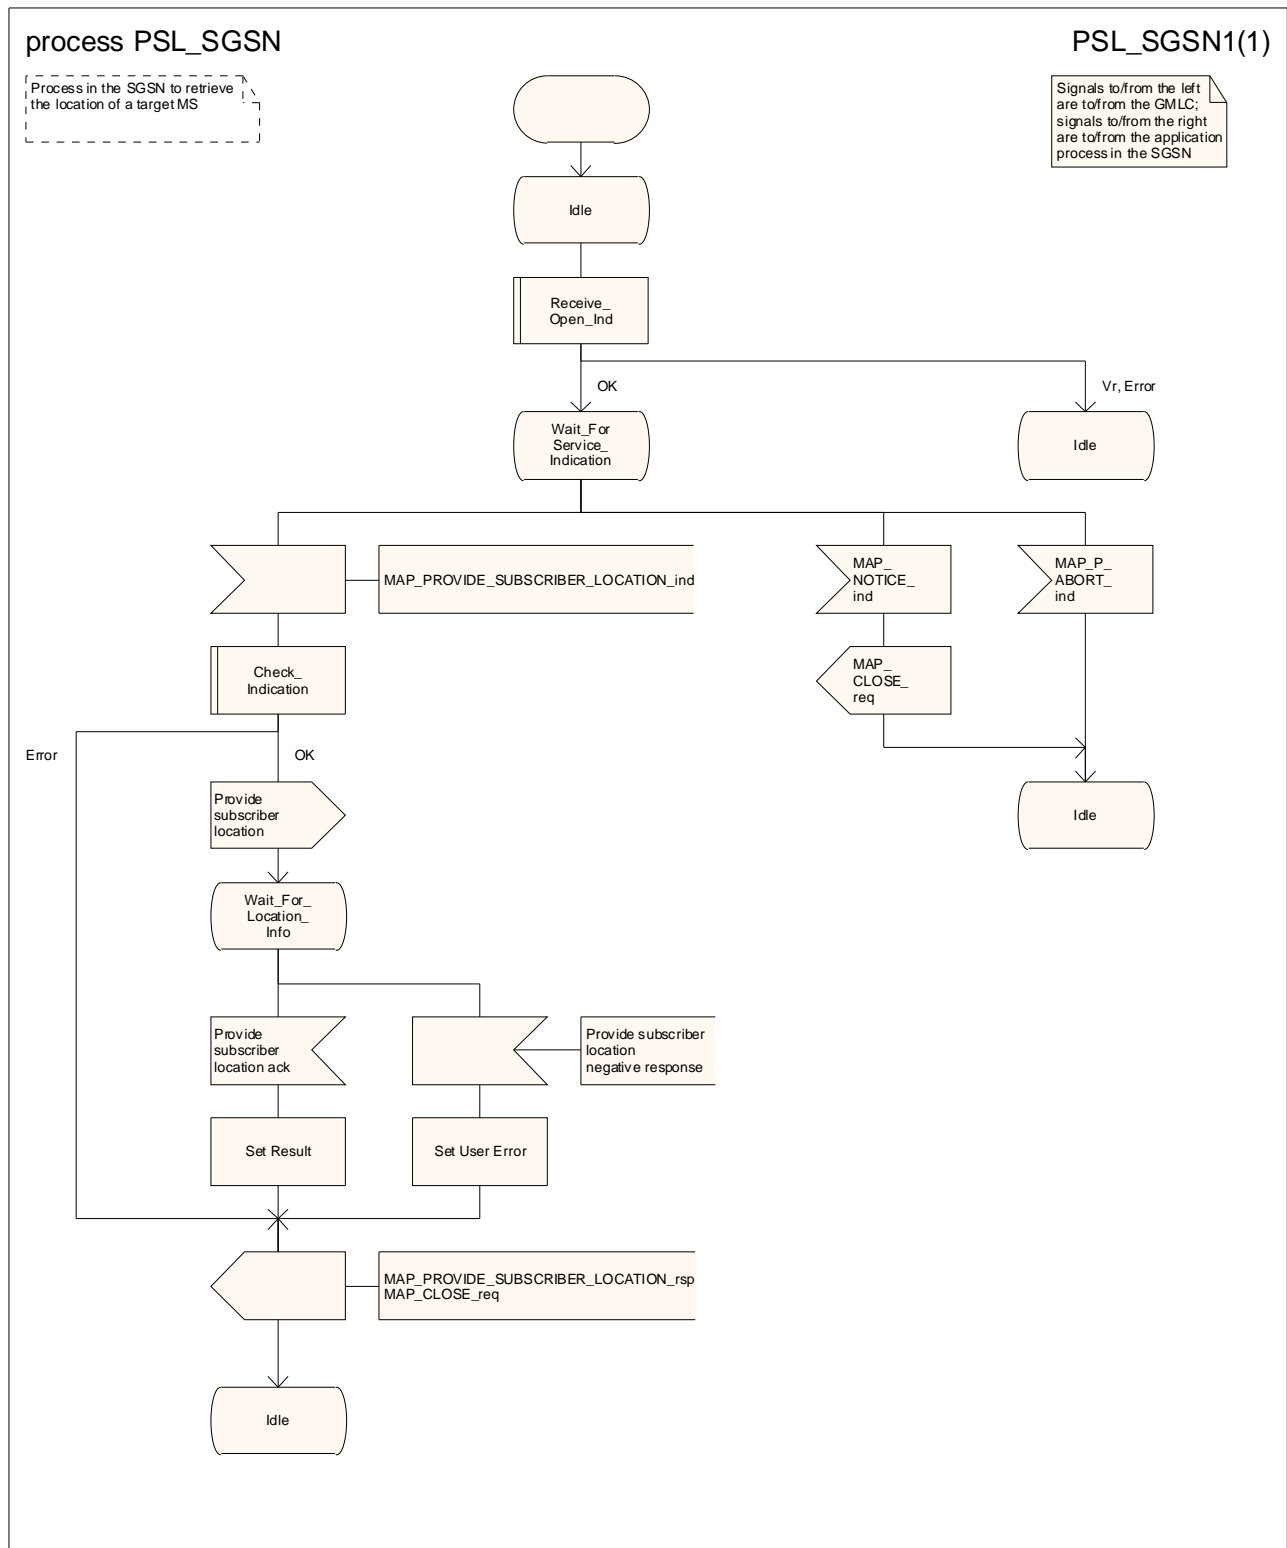 process PSL_SGSN
PSL_SGSN1(1)
Process in the SGSN to retrieve
the location of a target MS
Signals to/from the left
are to/from the GMLC;
signals to/from the right
are to/from the application
process in the SGSN
Idle
Receive_
Open_Ind
OK
Vr, Error
Wait_For
Service_
Indication
Idle
MAP_PROVIDE_SUBSCRIBER_LOCATION_ind
MAP_
NOTICE_
ind
MAP_P_
ABORT_
ind
Check_
Indication
MAP_
CLOSE_
req
Error
OK
Provide
subscriber
location
Idle
Wait_For_
Location_
Info
Provide
subscriber
location ack
Provide subscriber
location
negative response
Set Result
Set User Error
MAP_PROVIDE_SUBSCRIBER_LOCATION_rsp
MAP_CLOSE_req
Idle